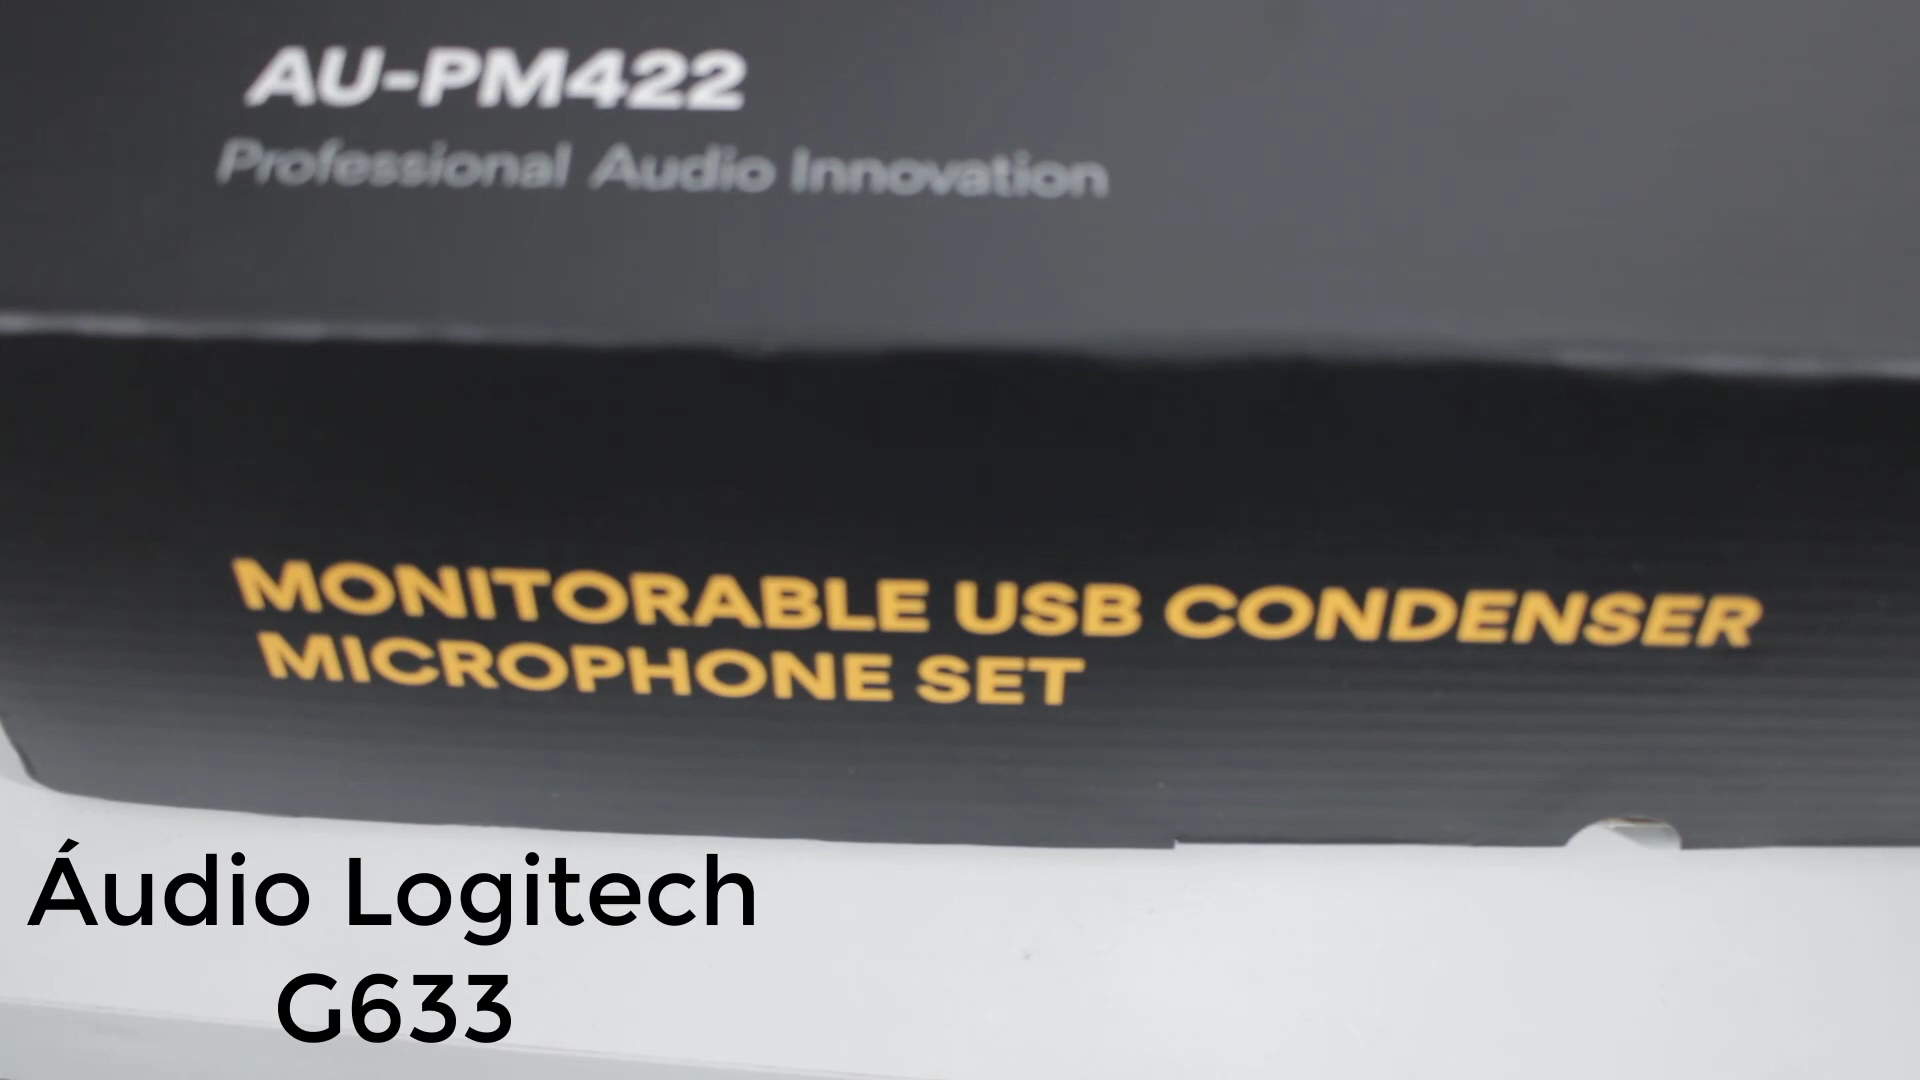 AU-PM422
Professional Audio Innovation
MONITORABLE USB CONDENSER
MICROPHONE SET
Áudio Logitech
G633